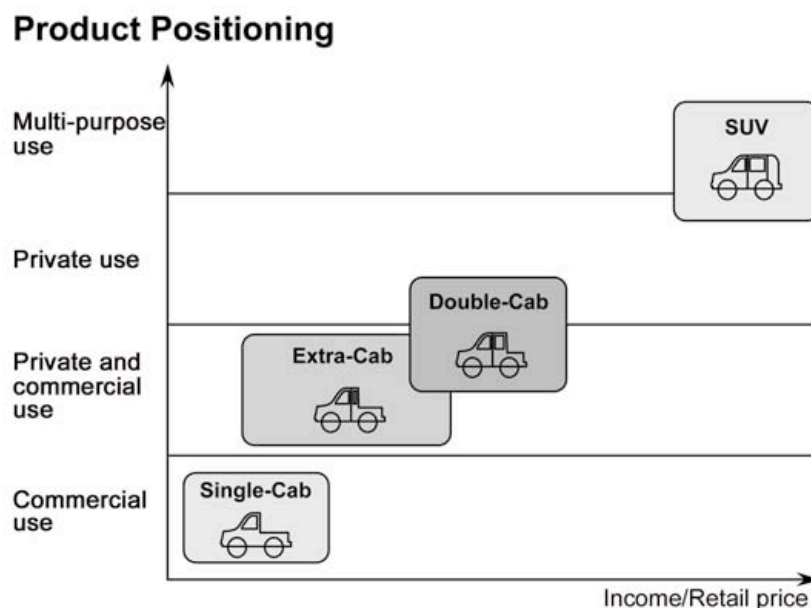 Product Positioning
Multi-purpose
use
SUV
Private use
Double-Cab
Extra-Cab
Private and
commercial
use
Single-Cab
Commercial
use
Income/Retail price